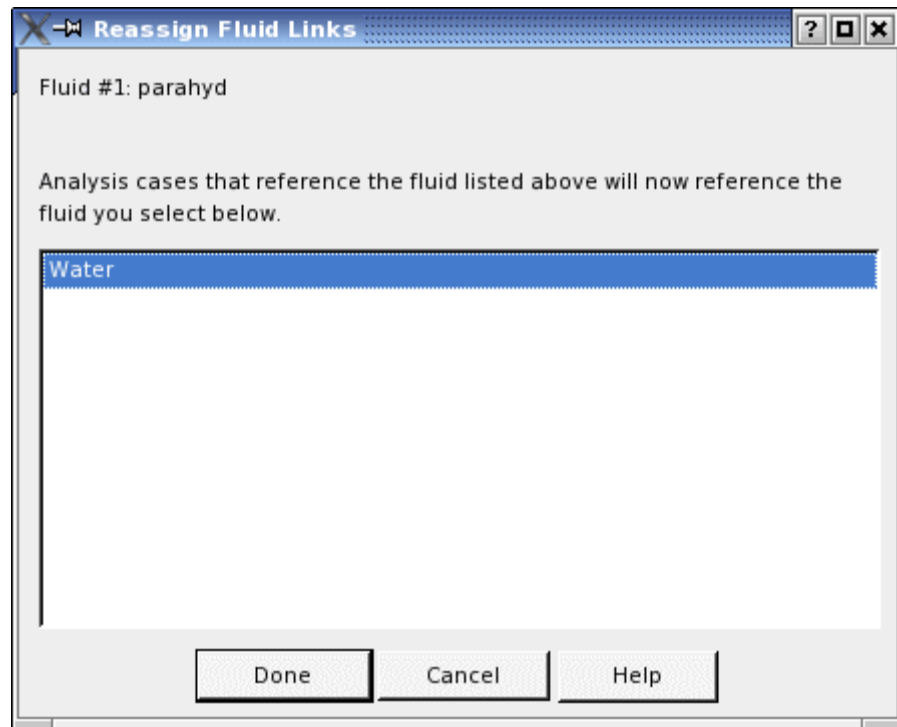 Reassign Fluid Links
Fluid #1: parahyd
Analysis cases that reference the fluid listed above will now reference the
fluid you select below.
Water
Done Cancel Help